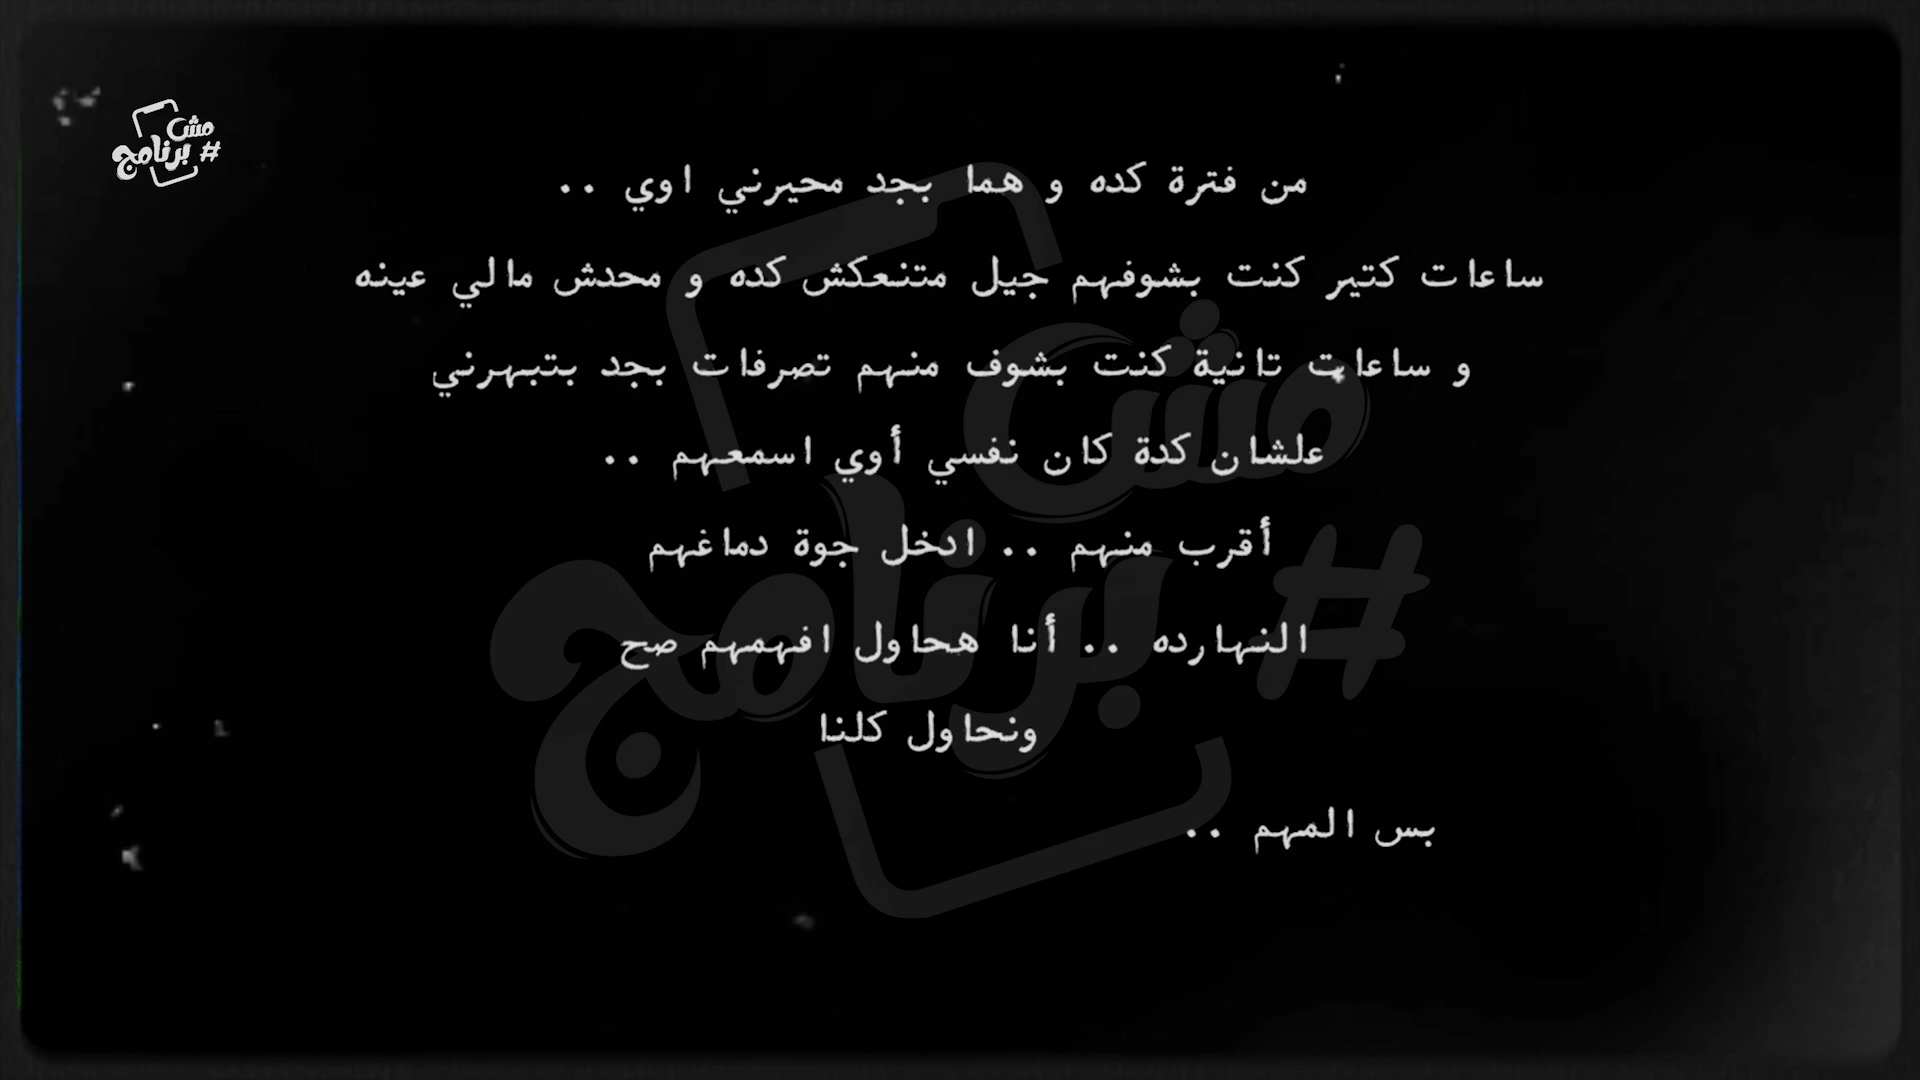 #مش
برنامج
من فترة كده و هما بجد محيرني اوي ..
ساعات كتير كنت بشوفهم جيل متنعكش كده و محدش مالي عينه
و ساعات تانية كنت بشوف منهم تصرفات بجد بتبهرني
علشان كدة كان نفسي أوي اسمعهم ..
أقرب منهم .. ادخل جوة دماغهم
النهارده .. أنا هحاول افهمهم صح
ونحاول كلنا
بس المهم ..
مش
#برنامج